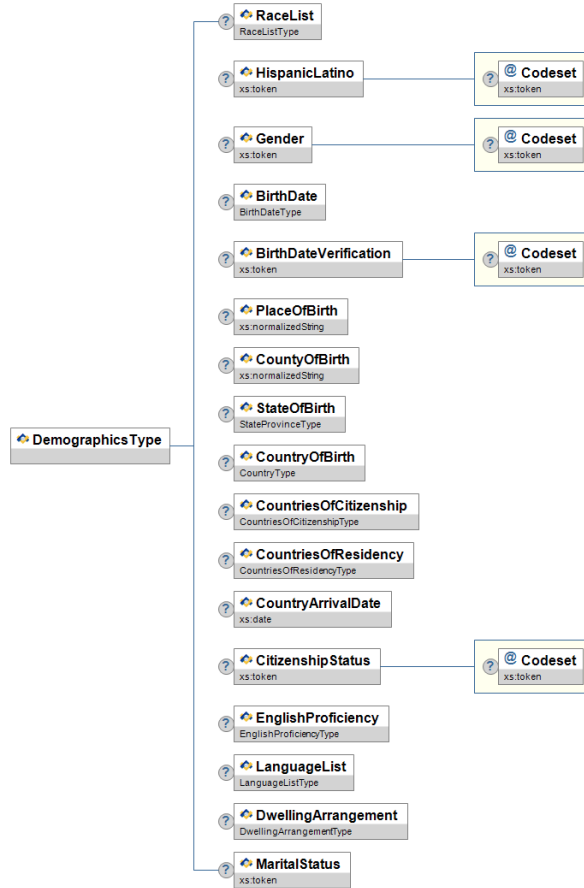 ? RaceList
RaceListType
? HispanicLatino ? @ Codeset
xs:token xs:token
? Gender ? @ Codeset
xs:token xs:token
? BirthDate
BirthDateType
? BirthDateVerification ? @ Codeset
xs:token xs:token
? PlaceOfBirth
xs:normalizedString
? CountyOfBirth
xs:normalizedString
? StateOfBirth
StateProvinceType
DemographicsType
? CountryOfBirth
CountryType
? CountriesOfCitizenship
CountriesOfCitizenshipType
? CountriesOfResidency
CountriesOfResidencyType
? CountryArrivalDate
xs:date
? CitizenshipStatus ? @ Codeset
xs:token xs:token
? EnglishProficiency
EnglishProficiencyType
? LanguageList
LanguageListType
? DwellingArrangement
DwellingArrangementType
? MaritalStatus
xs:token